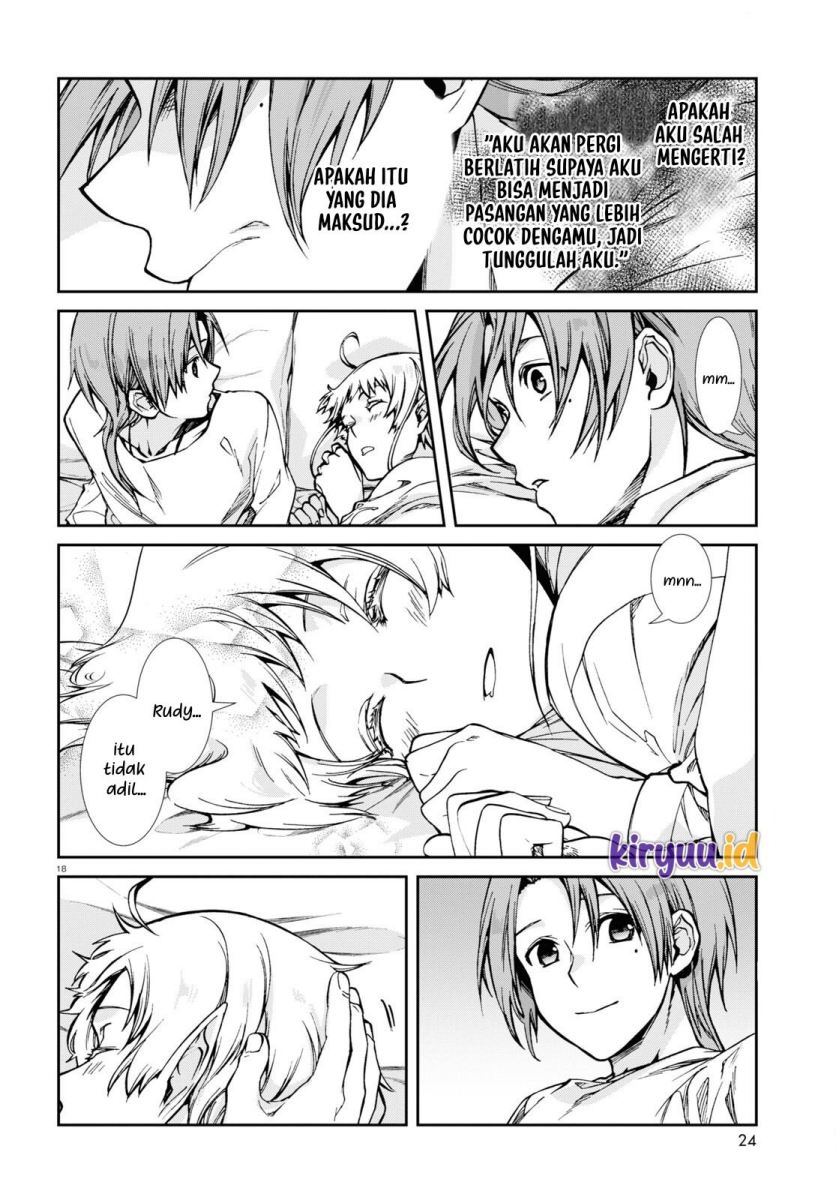 APAKAH
AKU SALAH
MENGERTI?
"AKU AKAN PERGI
BERLATIH SUPAYA AKU
BISA MENJADI
PASANGAN YANG LEBIH
COCOK DENGAMU, JADI
TUNGGULAH AKU."
APAKAH ITU
YANG DIA
MAKSUD...?
mm...
mnn...
Rudy...
itu
tidak
adil...
kiryuu.id
18
24